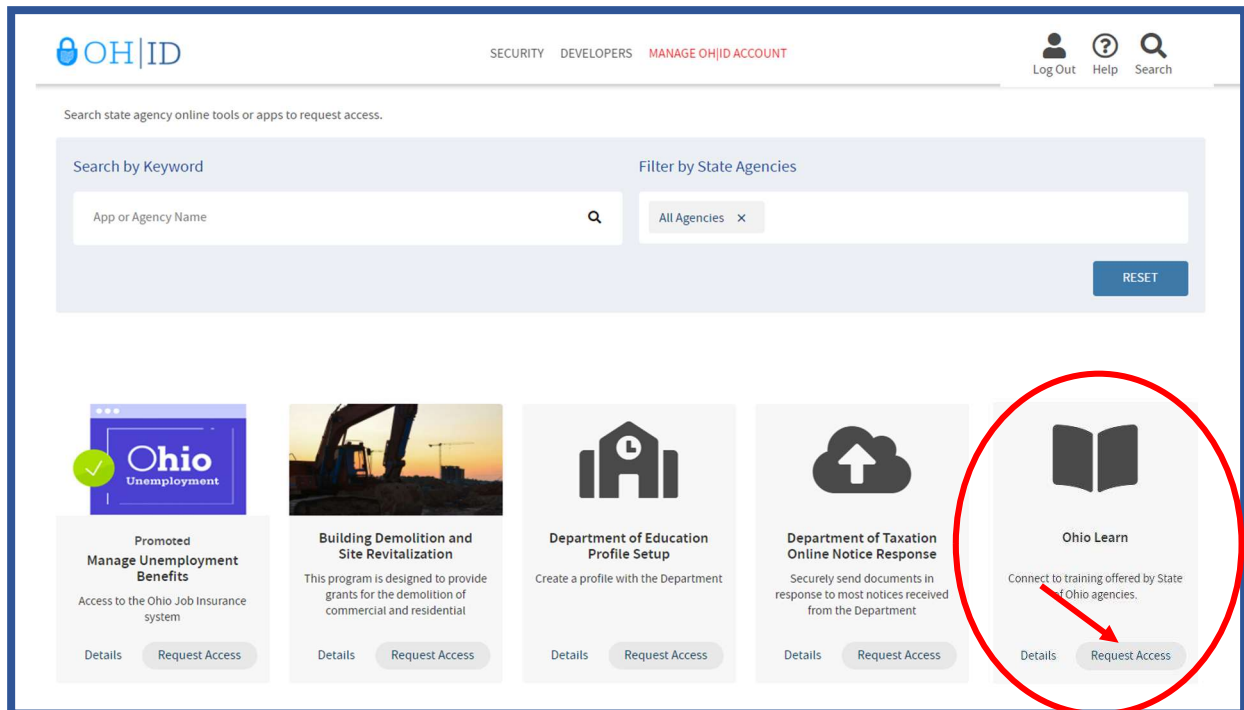 OH|ID
SECURITY DEVELOPERS MANAGE OH|ID ACCOUNT
Log Out Help Search
Search state agency online tools or apps to request access.
Search by Keyword
Filter by State Agencies
App or Agency Name
All Agencies ×
RESET
Ohio
Unemployment
Promoted
Manage Unemployment
Benefits
Access to the Ohio Job Insurance
system
Details Request Access
Building Demolition and
Site Revitalization
This program is designed to provide
grants for the demolition of
commercial and residential
Details Request Access
Department of Education
Profile Setup
Create a profile with the Department
Details Request Access
Department of Taxation
Online Notice Response
Securely send documents in
response to most notices received
from the Department
Details Request Access
Ohio Learn
Connect to training offered by State
of Ohio agencies.
Details Request Access